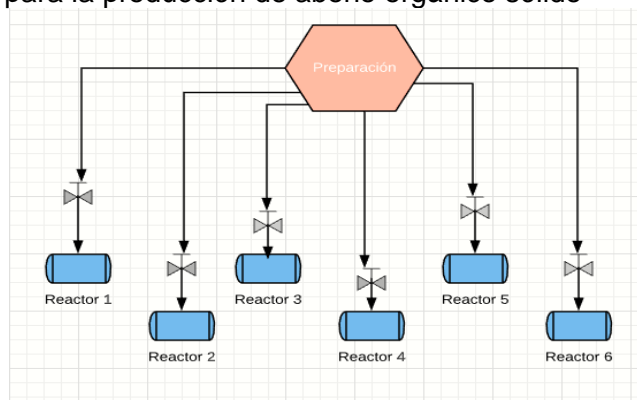 para la producción de abono orgánico sólido
Preparación
Reactor 1
Reactor 3
Reactor 5
Reactor 2
Reactor 4
Reactor 6